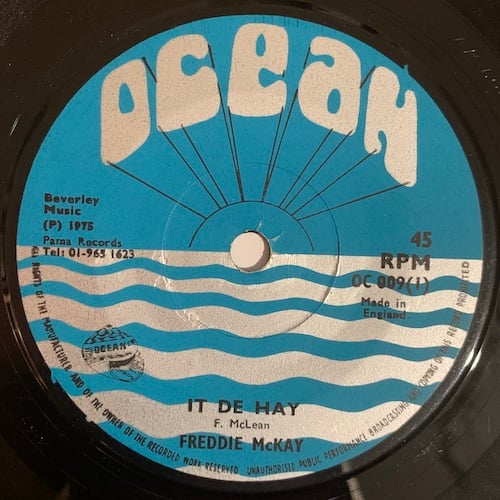 OCEAN
Beverley
Music
(P) 1975
Pama Records
Tel: 01-965 1623
45
RPM
OC 009(1)
Made in
England
OCEAN
IT DE HAY
F. McLean
FREDDIE McKAY
ALL RIGHTS OF THE MANUFACTURER AND OF THE OWNER OF THE RECORDED WORK RESERVED UNAUTHORISED PUBLIC PERFORMANCE BROADCASTING AND COPYING OF THIS RECORD PROHIBITED